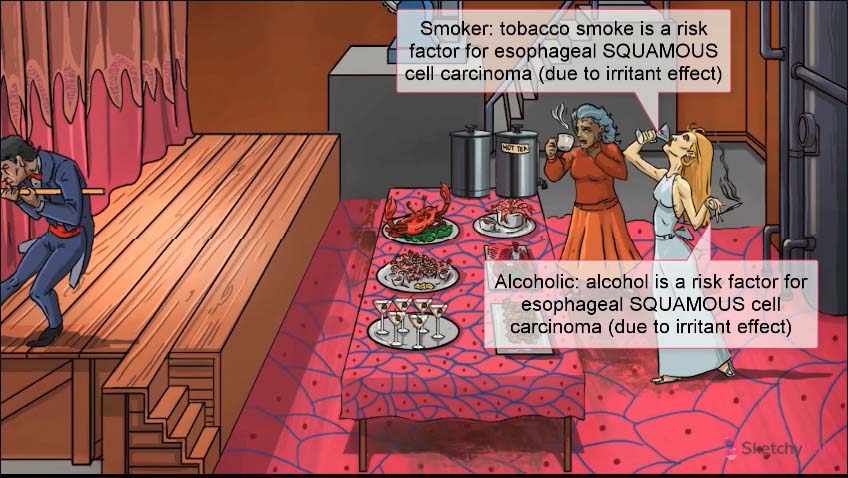 Smoker: tobacco smoke is a risk
factor for esophageal SQUAMOUS
cell carcinoma (due to irritant effect)
HOT TEA
Alcoholic: alcohol is a risk factor for
esophageal SQUAMOUS cell
carcinoma (due to irritant effect)
Sketchy